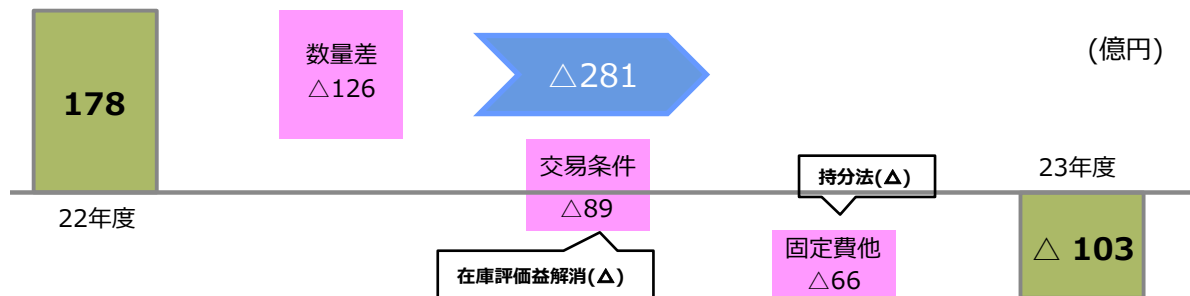 178
22年度
数量差
△126
△281
交易条件
△89
在庫評価益解消(△)
持分法(△)
固定費他
△66
(億円)
23年度
△ 103